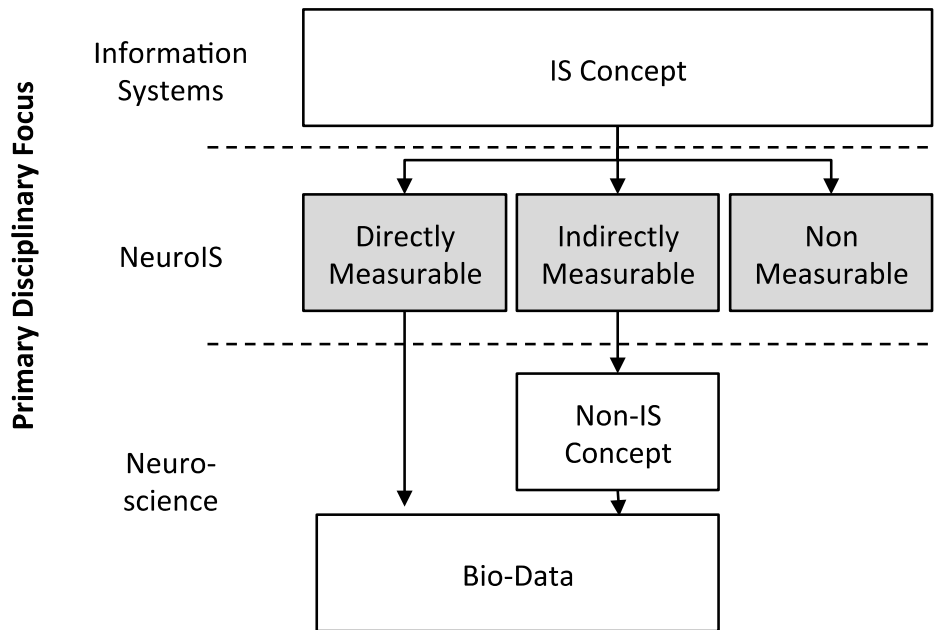 Primary Disciplinary Focus
Information
Systems
IS Concept
NeuroIS
Directly
Measurable
Indirectly
Measurable
Non
Measurable
Neuro-
science
Non-IS
Concept
Bio-Data